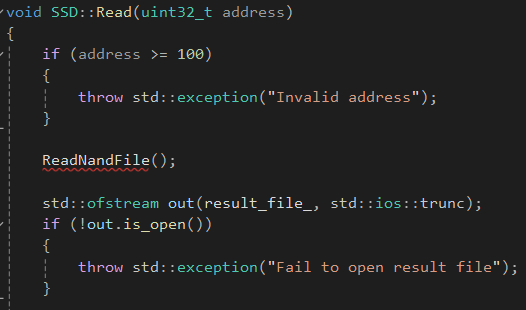 void SSD::Read(uint32_t address)
{
    if (address >= 100)
    {
        throw std::exception("Invalid address");
    }

    ReadNandFile();

    std::ofstream out(result_file_, std::ios::trunc);
    if (!out.is_open())
    {
        throw std::exception("Fail to open result file");
    }